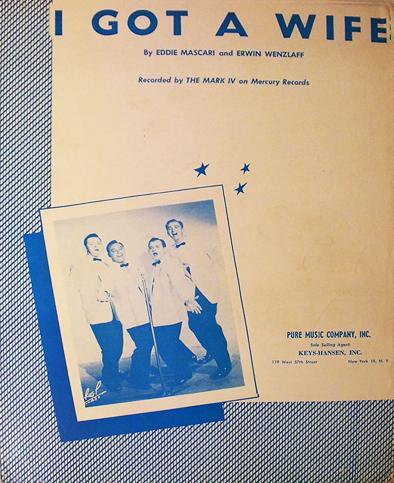 I GOT A WIFE
By EDDIE MASCARI and ERWIN WENZLAFF
Recorded by THE MARK IV on Mercury Records
PURE MUSIC COMPANY, INC.
Sole Selling Agent:
KEYS-HANSEN, INC.
119 West 57th Street New York 19, N. Y.